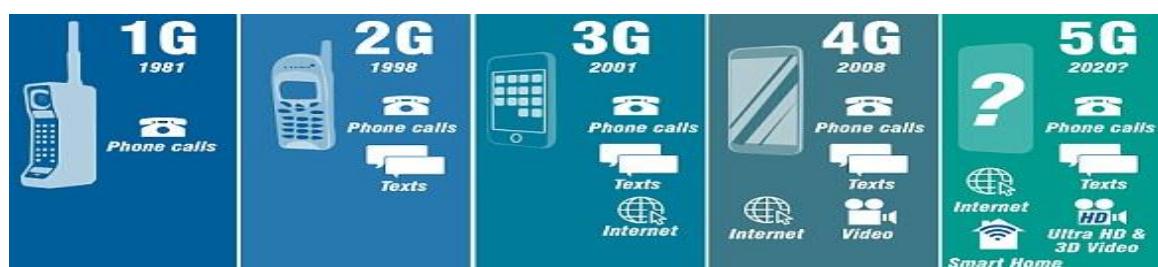 1G
1981
Phone calls
2G
1998
Phone calls
Texts
3G
2001
Phone calls
Texts
Internet
4G
2008
Phone calls
Texts
Internet
Video
?
5G
2020?
Phone calls
Texts
Internet
HD
Ultra HD &
3D Video
Smart Home